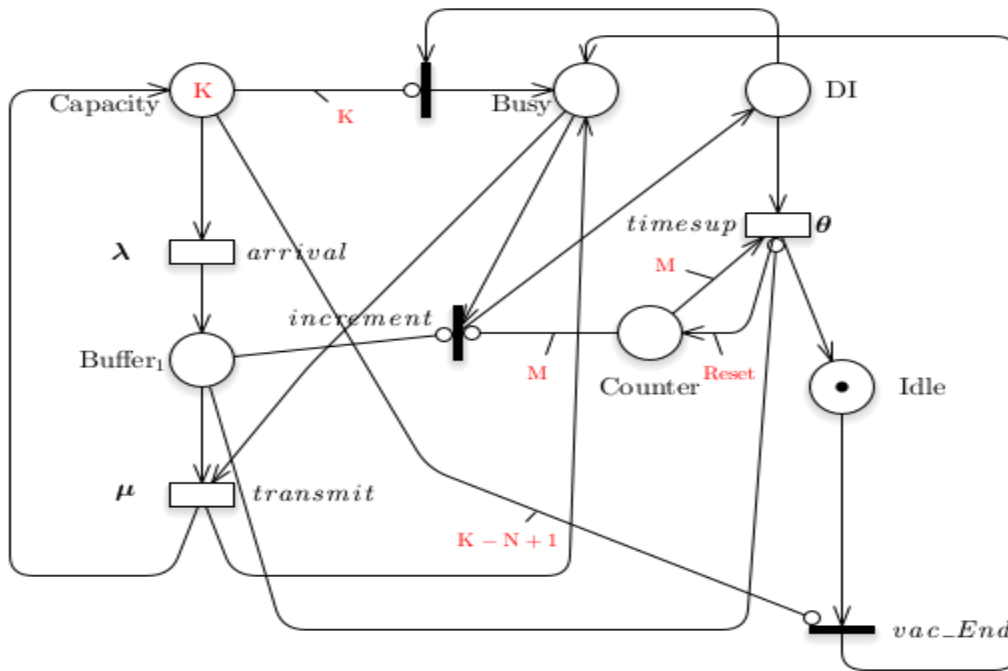 K
Capacity
K
Busy
DI
timesup
θ
λ
arrival
M
increment
Buffer₁
M
Counter
Reset
Idle
μ
transmit
K − N + 1
vac_End